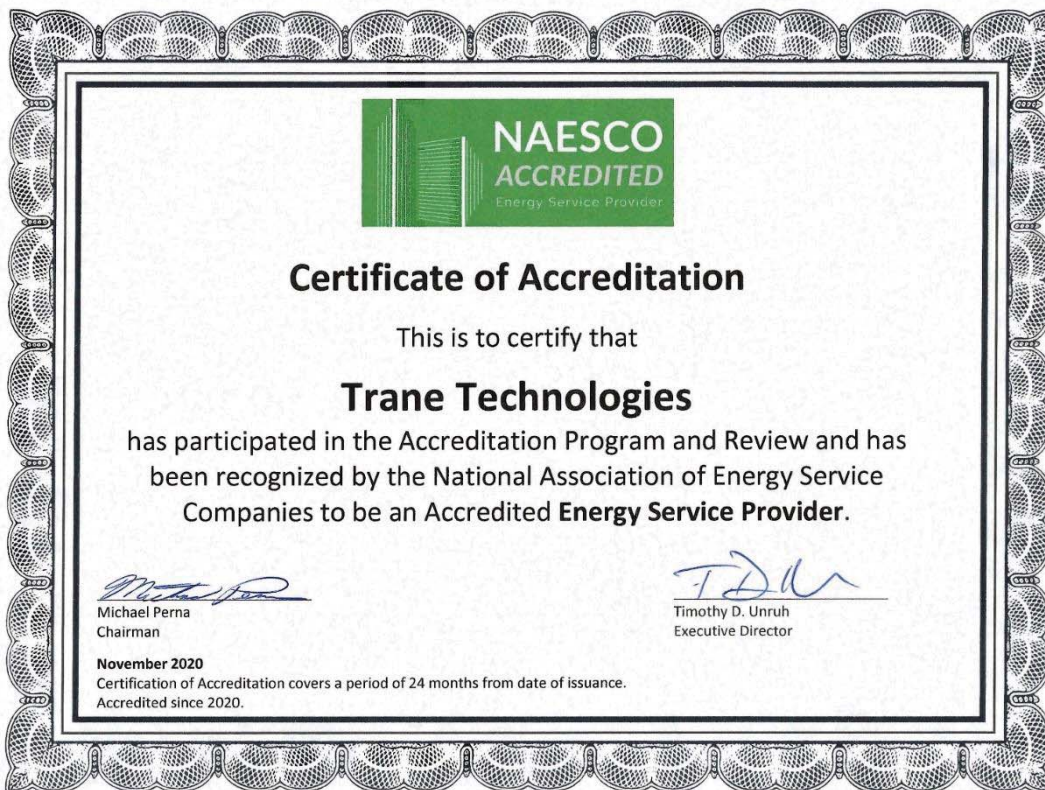 NAESCO
ACCREDITED
Energy Service Provider
Certificate of Accreditation
This is to certify that
Trane Technologies
has participated in the Accreditation Program and Review and has
been recognized by the National Association of Energy Service
Companies to be an Accredited Energy Service Provider.
Michael Perna
Chairman
Timothy D. Unruh
Executive Director
November 2020
Certification of Accreditation covers a period of 24 months from date of issuance.
Accredited since 2020.